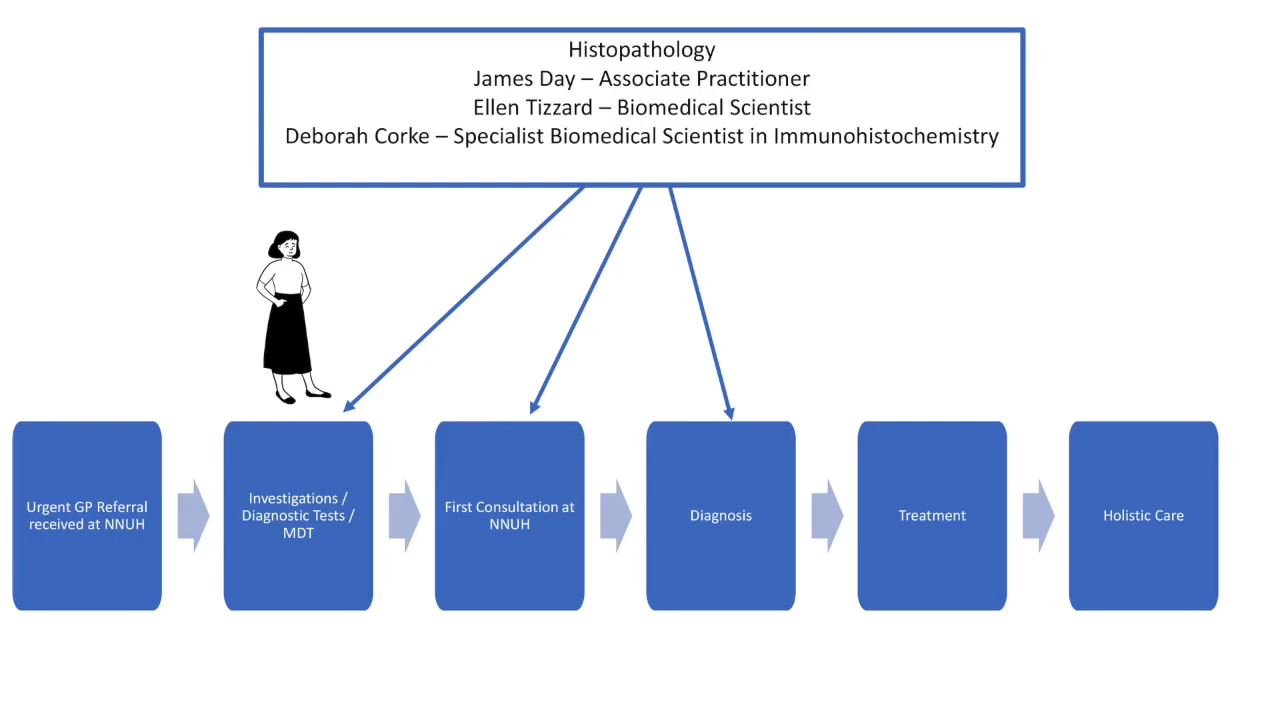 Histopathology
James Day – Associate Practitioner
Ellen Tizzard – Biomedical Scientist
Deborah Corke – Specialist Biomedical Scientist in Immunohistochemistry
Urgent GP Referral
received at NNUH
Investigations /
Diagnostic Tests /
MDT
First Consultation at
NNUH
Diagnosis
Treatment
Holistic Care